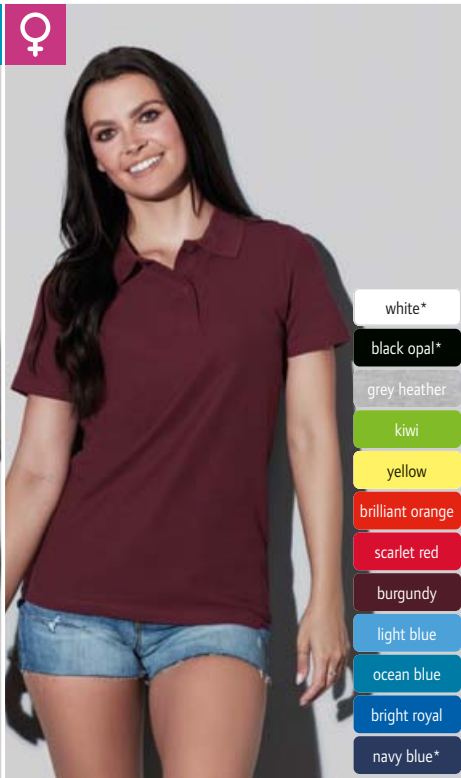 white*
black opal*
grey heather
kiwi
yellow
brilliant orange
scarlet red
burgundy
light blue
ocean blue
bright royal
navy blue*